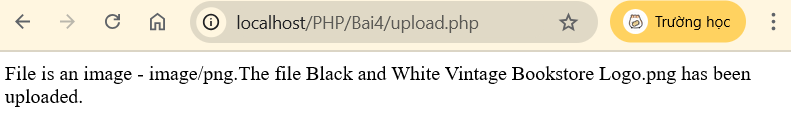 localhost/PHP/Bai4/upload.php
Trường học
File is an image - image/png.The file Black and White Vintage Bookstore Logo.png has been
uploaded.